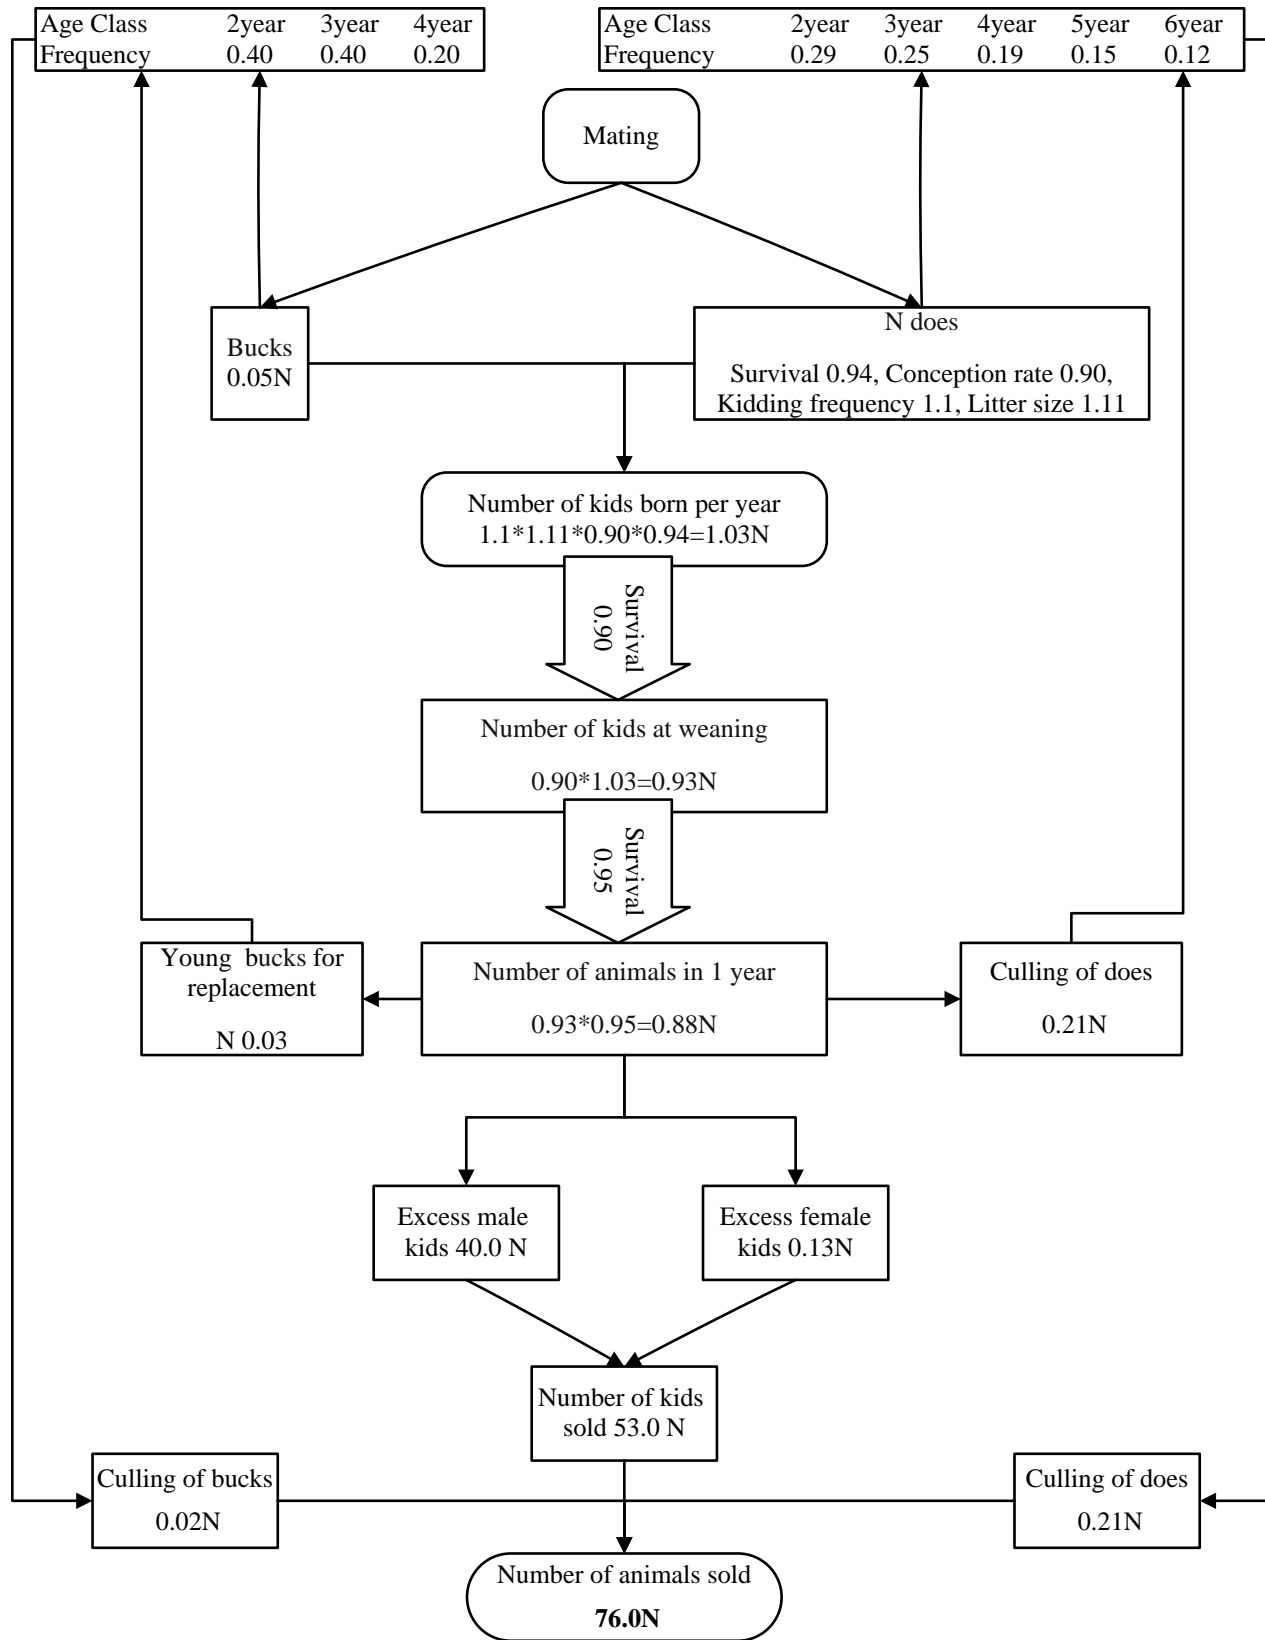 Age Class 2year 3year 4year
Frequency 0.40 0.40 0.20
Age Class 2year 3year 4year 5year 6year
Frequency 0.29 0.25 0.19 0.15 0.12
Mating
Bucks
0.05N
N does
Survival 0.94, Conception rate 0.90,
Kidding frequency 1.1, Litter size 1.11
Number of kids born per year
1.1*1.11*0.90*0.94=1.03N
Survival
0.90
Number of kids at weaning
0.90*1.03=0.93N
Survival
0.95
Young bucks for
replacement
N 0.03
Number of animals in 1 year
0.93*0.95=0.88N
Culling of does
0.21N
Excess male
kids 40.0 N
Excess female
kids 0.13N
Number of kids
sold 53.0 N
Culling of bucks
0.02N
Culling of does
0.21N
Number of animals sold
76.0N